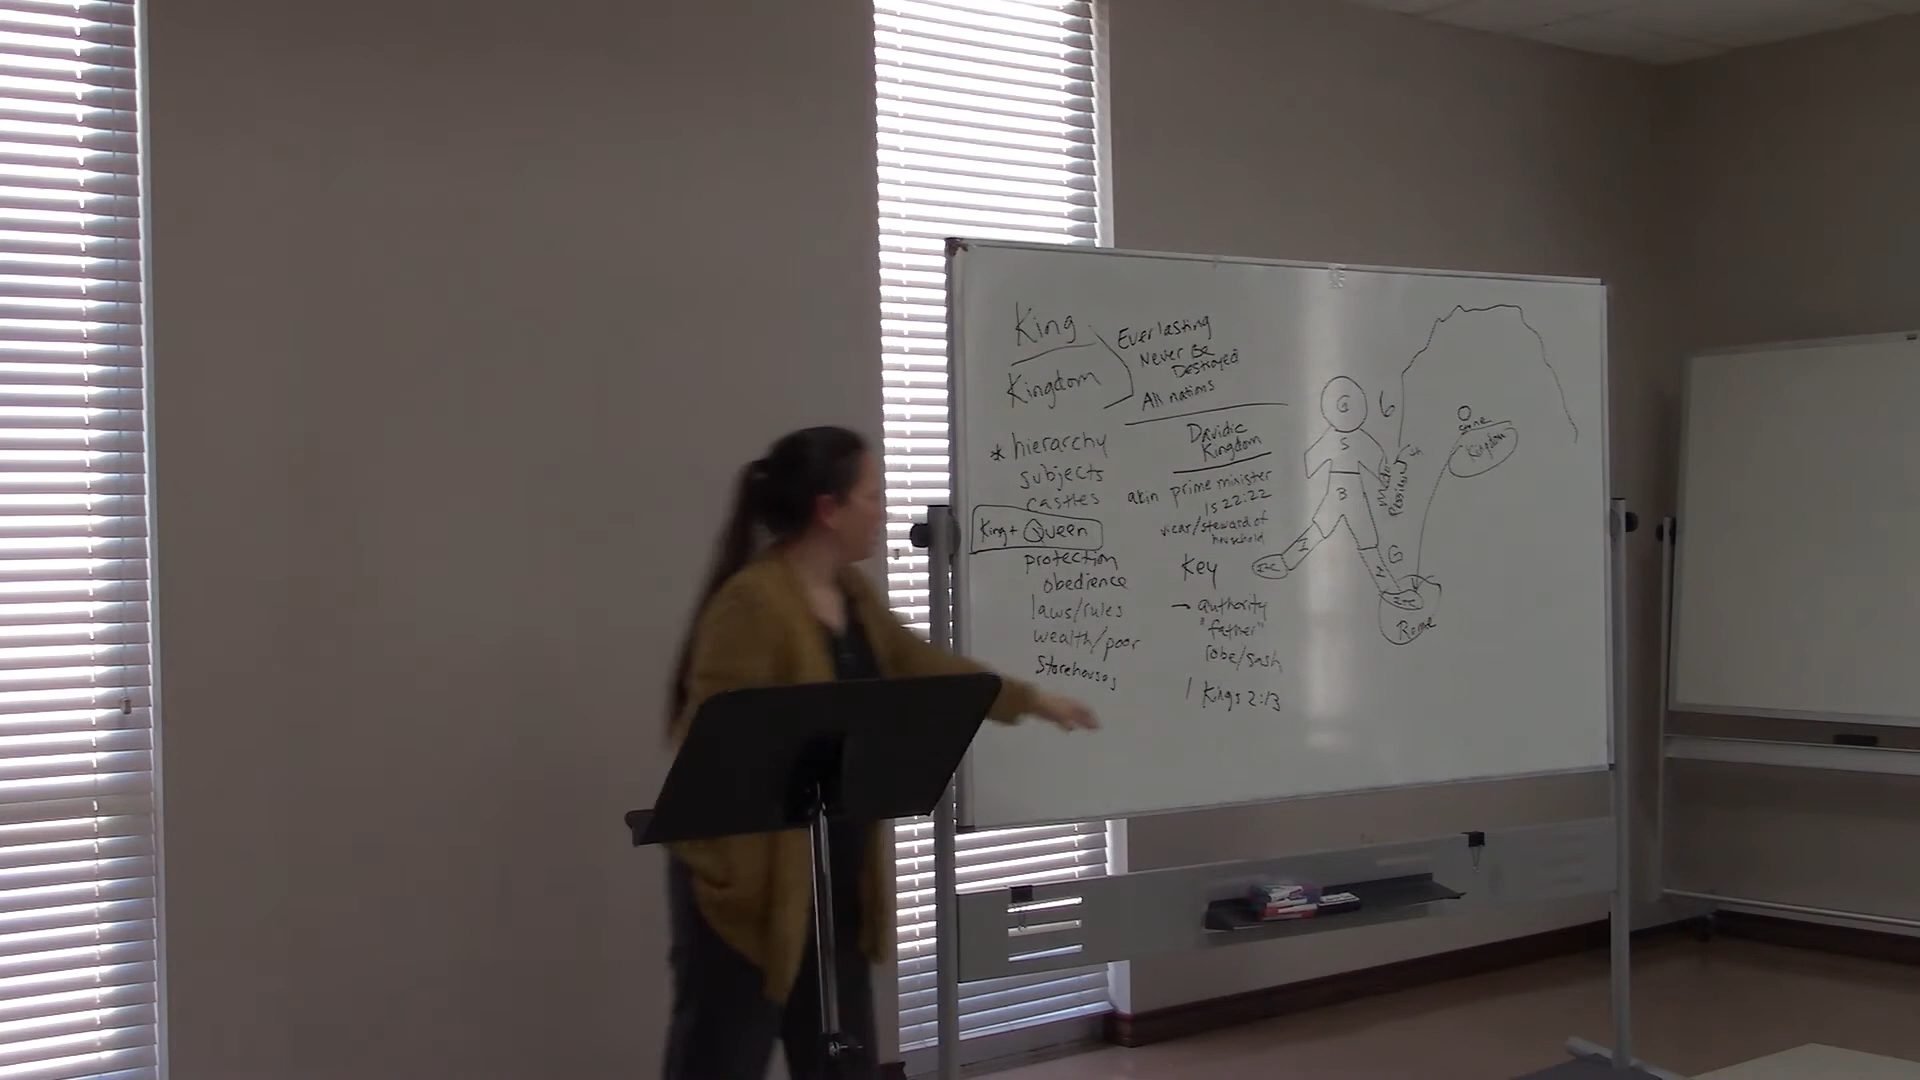 King
Kingdom
Everlasting
Never Be
Destroyed
All nations
* hierarchy
subjects
castles
King + Queen
protection
obedience
laws/rules
wealth/poor
Storehouses
Davidic
Kingdom
akin prime minister
Is 22:22
vicar/steward of
household
Key
→ authority
"father"
robe/sash
1 Kings 2:13
G
S
B
I
I+C
G
Rome
Stone
Kingdom